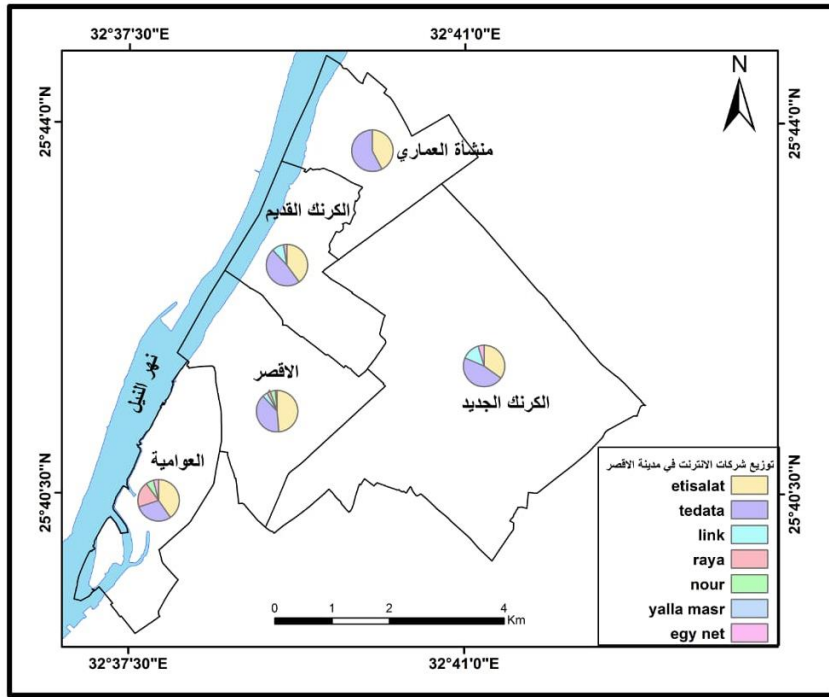 32°37'30"E
32°41'0"E
25°44'0"N
25°44'0"N
N
منشأة العماري
الكرنك القديم
نهر النيل
الاقصر
الكرنك الجديد
العوامية
25°40'30"N
25°40'30"N
توزيع شركات الانترنت في مدينة الاقصر
etisalat
tedata
link
raya
nour
yalla masr
egy net
0 1 2 4
Km
32°37'30"E
32°41'0"E